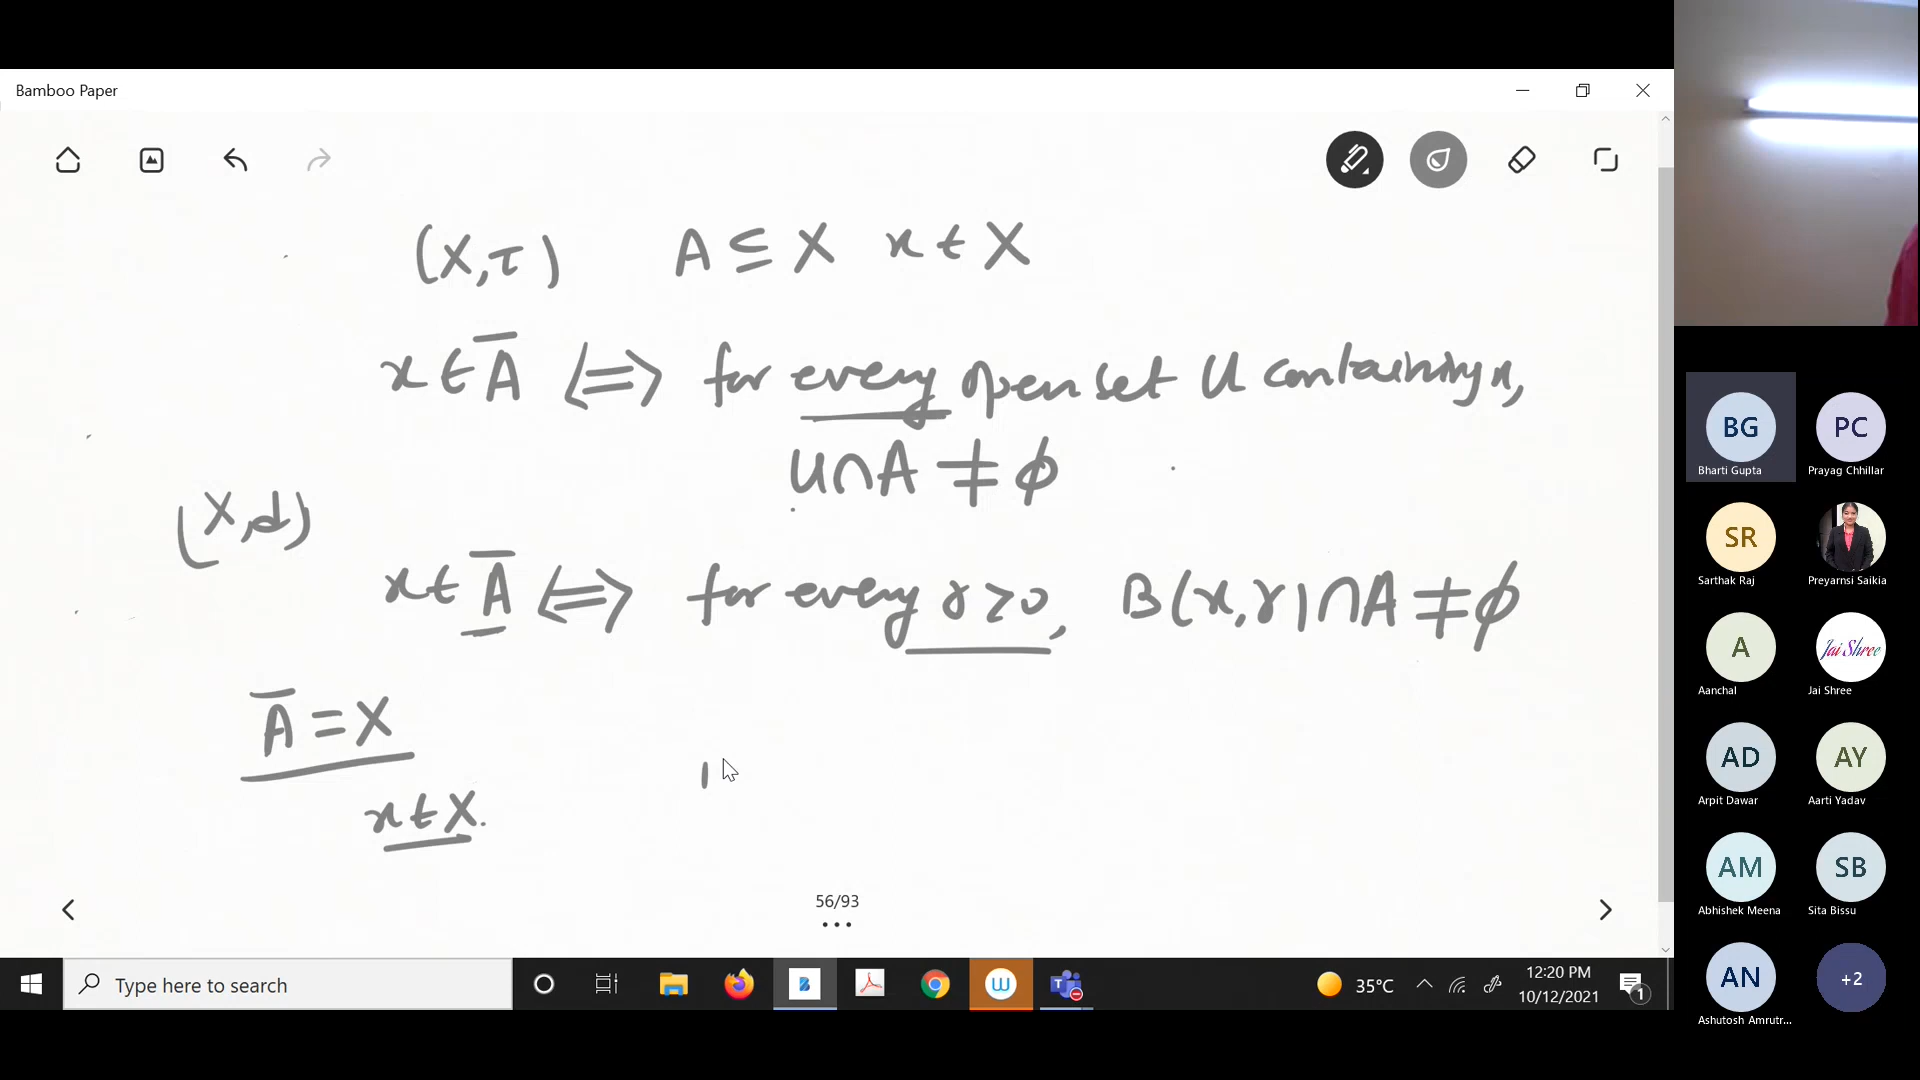 Bamboo Paper
(X,τ) A ⊆ X x ∈ X
x ∈ A̅ ⟺ for every open set U containing x,
U∩A ≠ ϕ
(X,d)
x ∈ A̅ ⟺ for every r>0, B(x,r)∩A ≠ ϕ
A̅ = X
x ∈ X.
56/93
BG
Bharti Gupta
PC
Prayag Chhillar
SR
Sarthak Raj
Preyarnsi Saikia
A
Aanchal
Jai Shree
Jai Shree
AD
Arpit Dawar
AY
Aarti Yadav
AM
Abhishek Meena
SB
Sita Bissu
AN
Ashutosh Amrutr...
+2
Type here to search
35°C
12:20 PM
10/12/2021
1